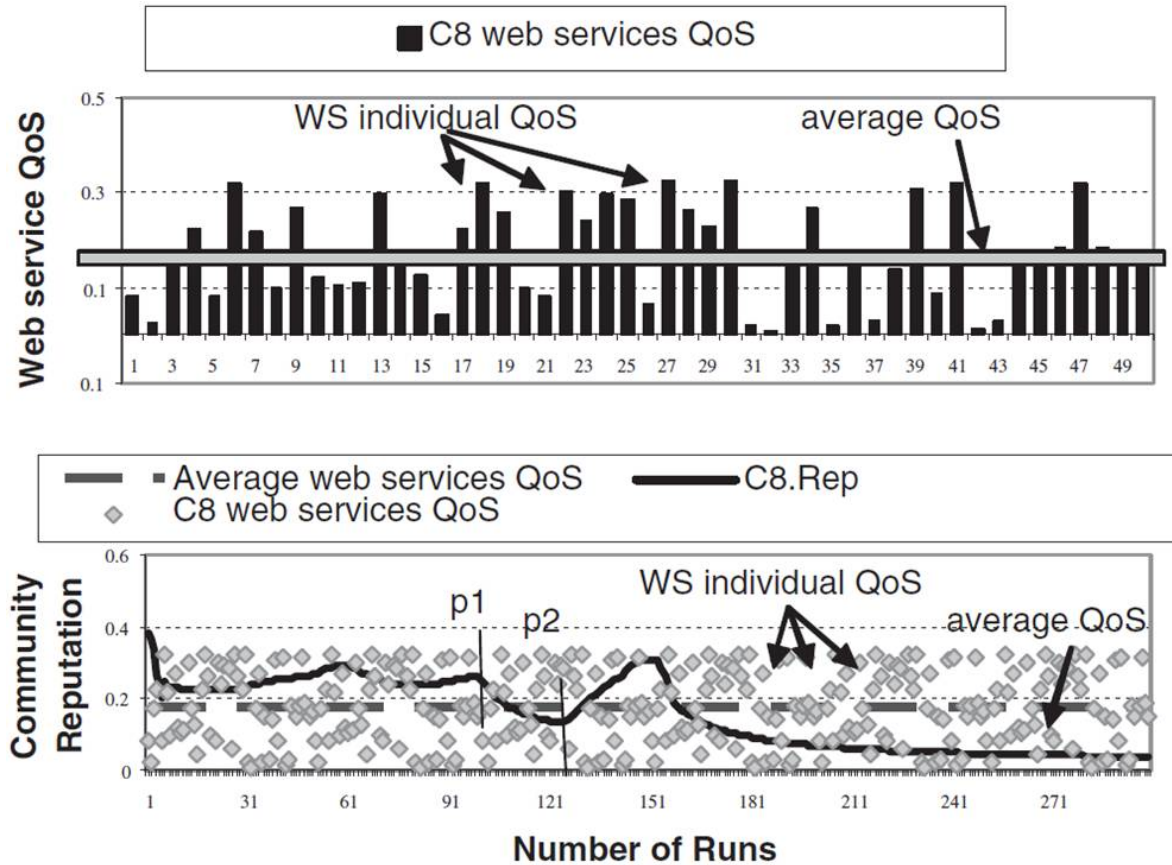 C8 web services QoS
Web service QoS
0.5
0.3
0.1
0.1
WS individual QoS
average QoS
1 3 5 7 9 11 13 15 17 19 21 23 25 27 29 31 33 35 37 39 41 43 45 47 49
Average web services QoS
C8.Rep
C8 web services QoS
Community
Reputation
0.6
0.4
0.2
0
p1
p2
WS individual QoS
average QoS
1 31 61 91 121 151 181 211 241 271
Number of Runs